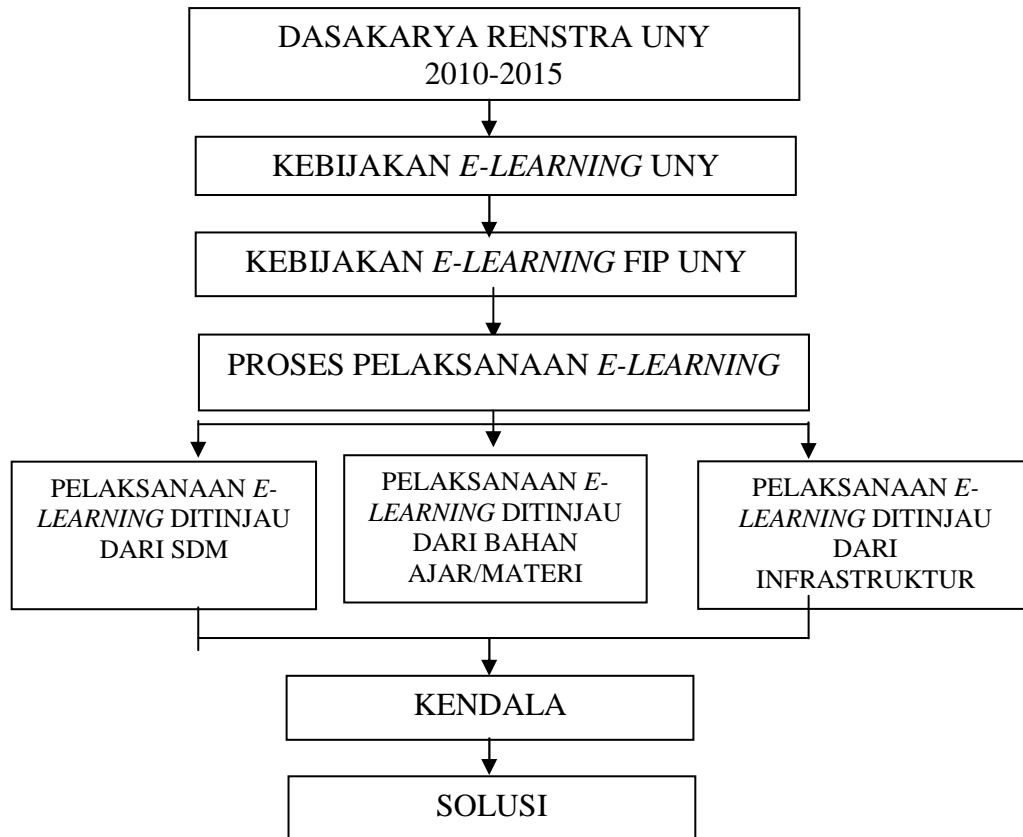 DASAKARYA RENSTRA UNY
2010-2015
KEBIJAKAN E-LEARNING UNY
KEBIJAKAN E-LEARNING FIP UNY
PROSES PELAKSANAAN E-LEARNING
PELAKSANAAN E-
LEARNING DITINJAU
DARI SDM
PELAKSANAAN E-
LEARNING DITINJAU
DARI BAHAN
AJAR/MATERI
PELAKSANAAN E-
LEARNING DITINJAU
DARI
INFRASTRUKTUR
KENDALA
SOLUSI